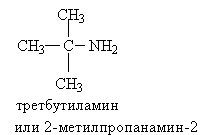 CH₃
CH₃—C—NH₂
CH₃
третбутиламин
или 2-метилпропанамин-2